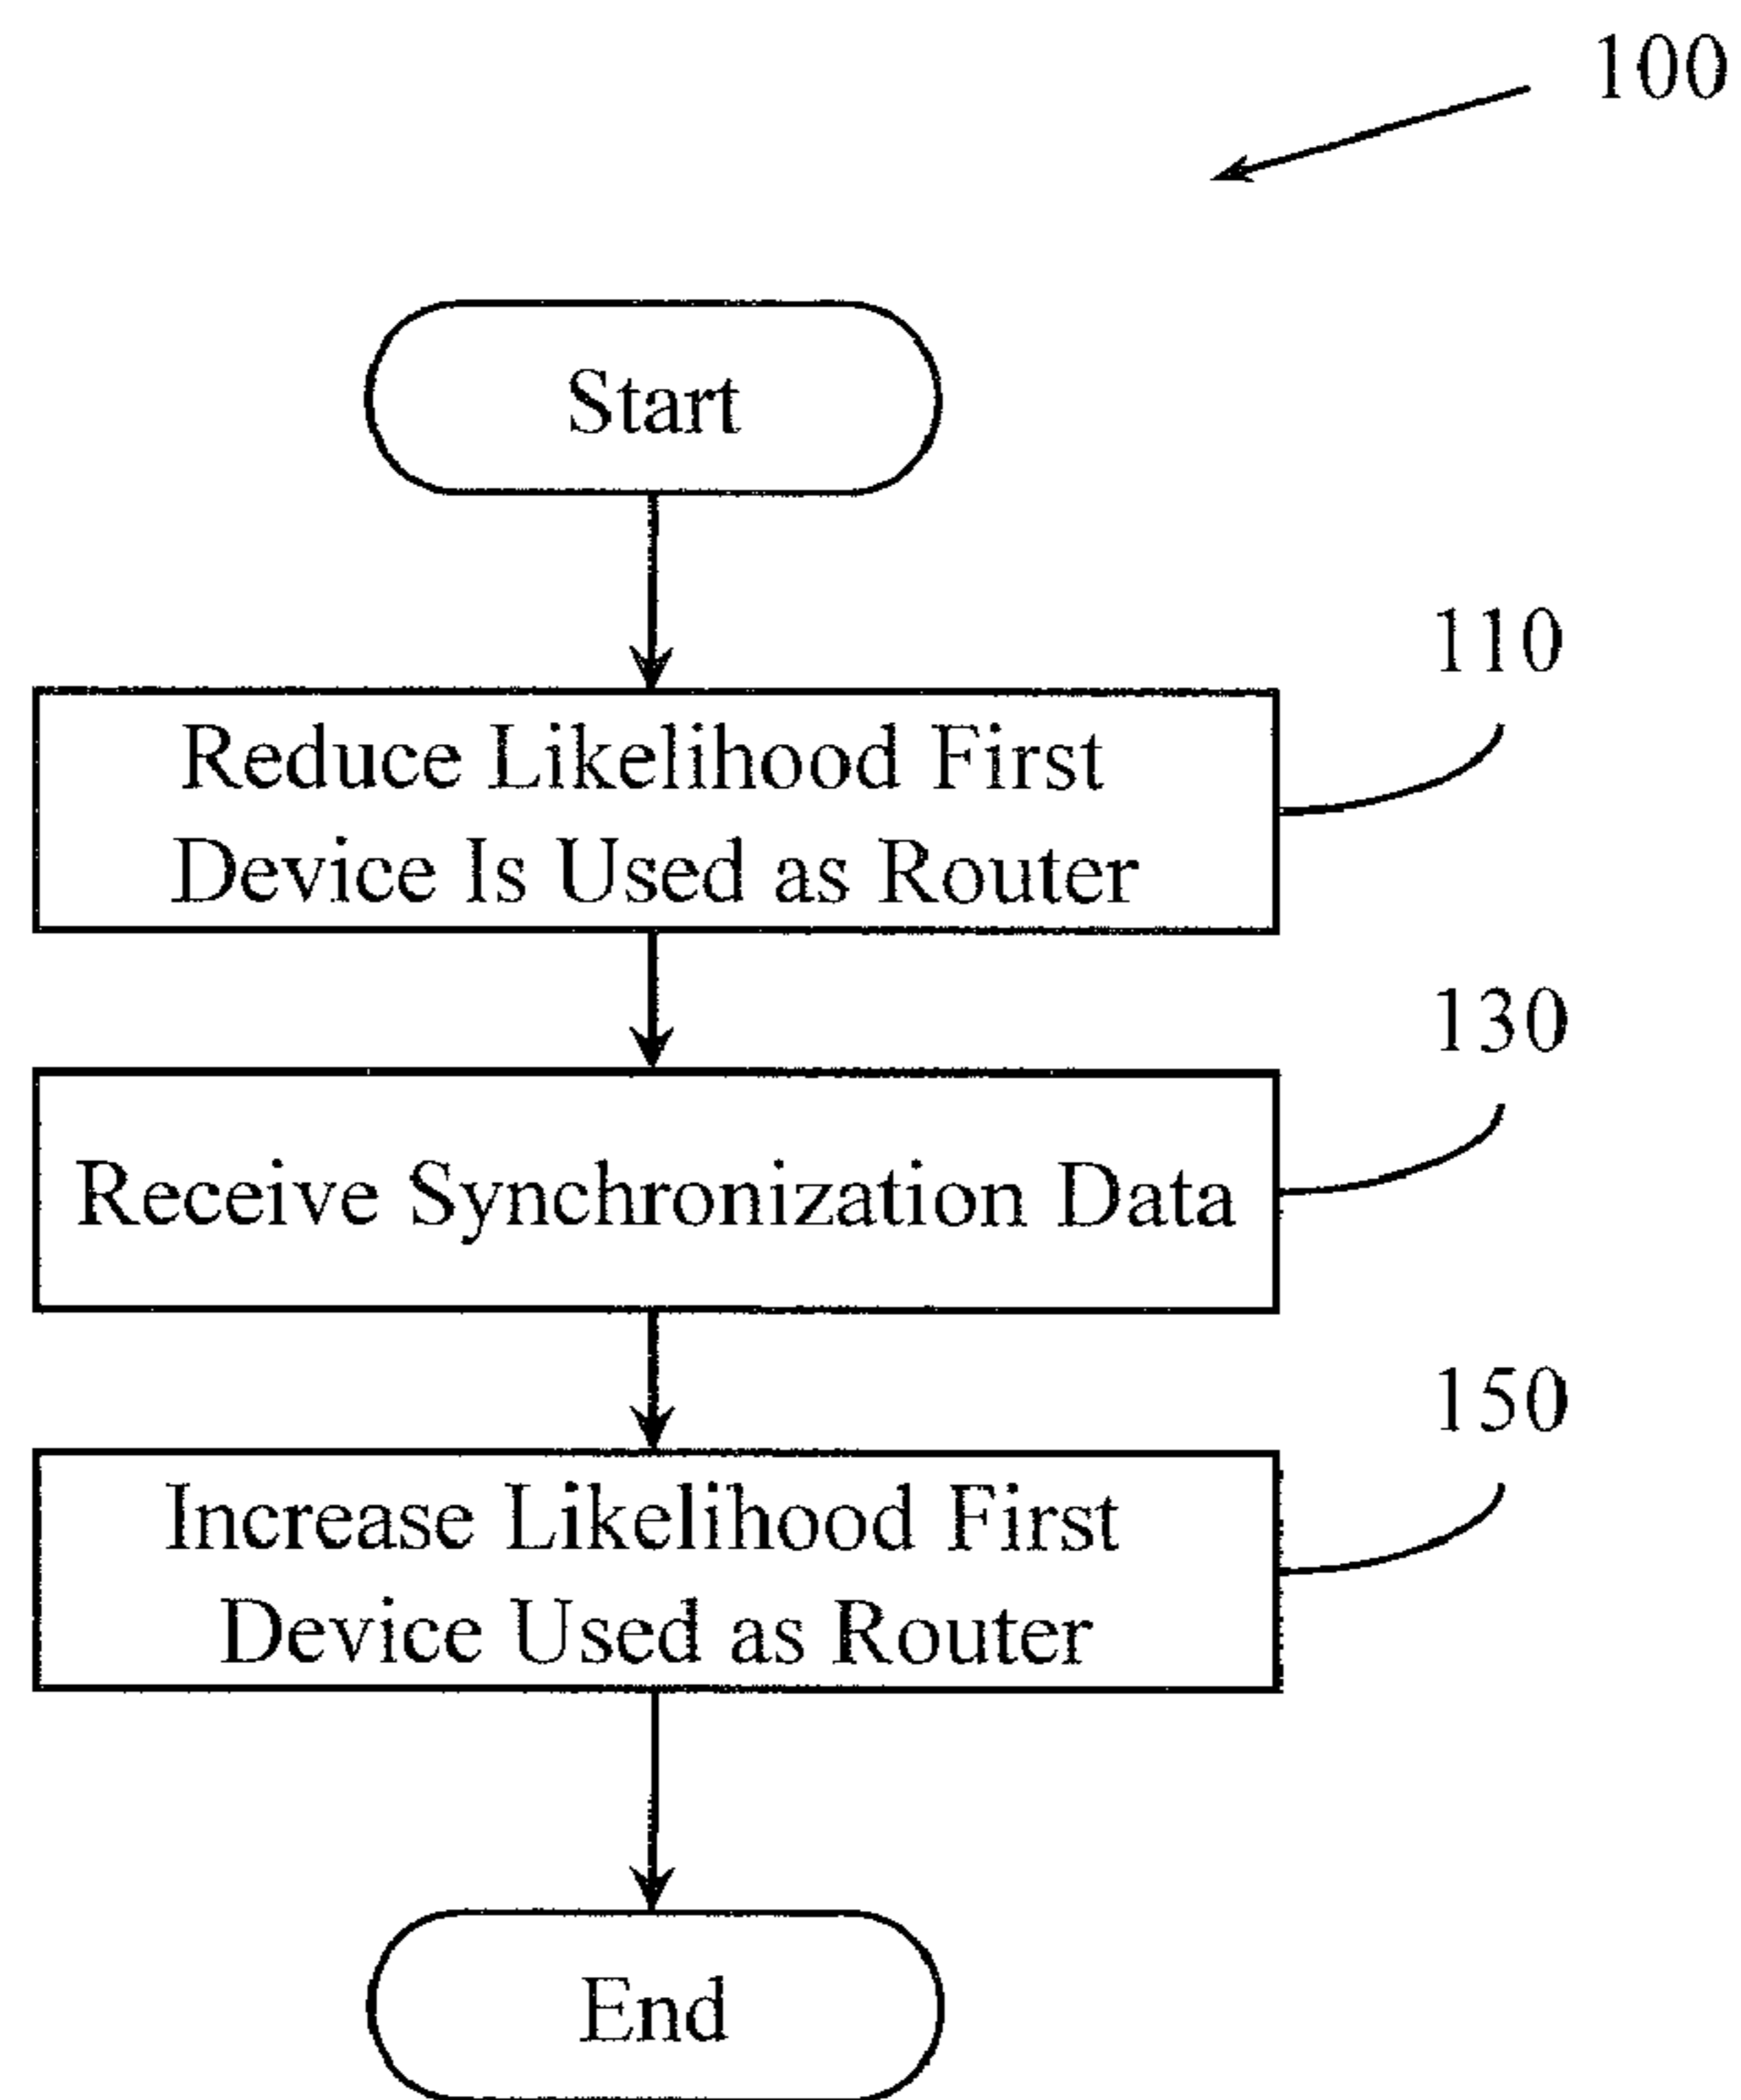 100
Start
110
Reduce Likelihood First
Device Is Used as Router
130
Receive Synchronization Data
150
Increase Likelihood First
Device Used as Router
End